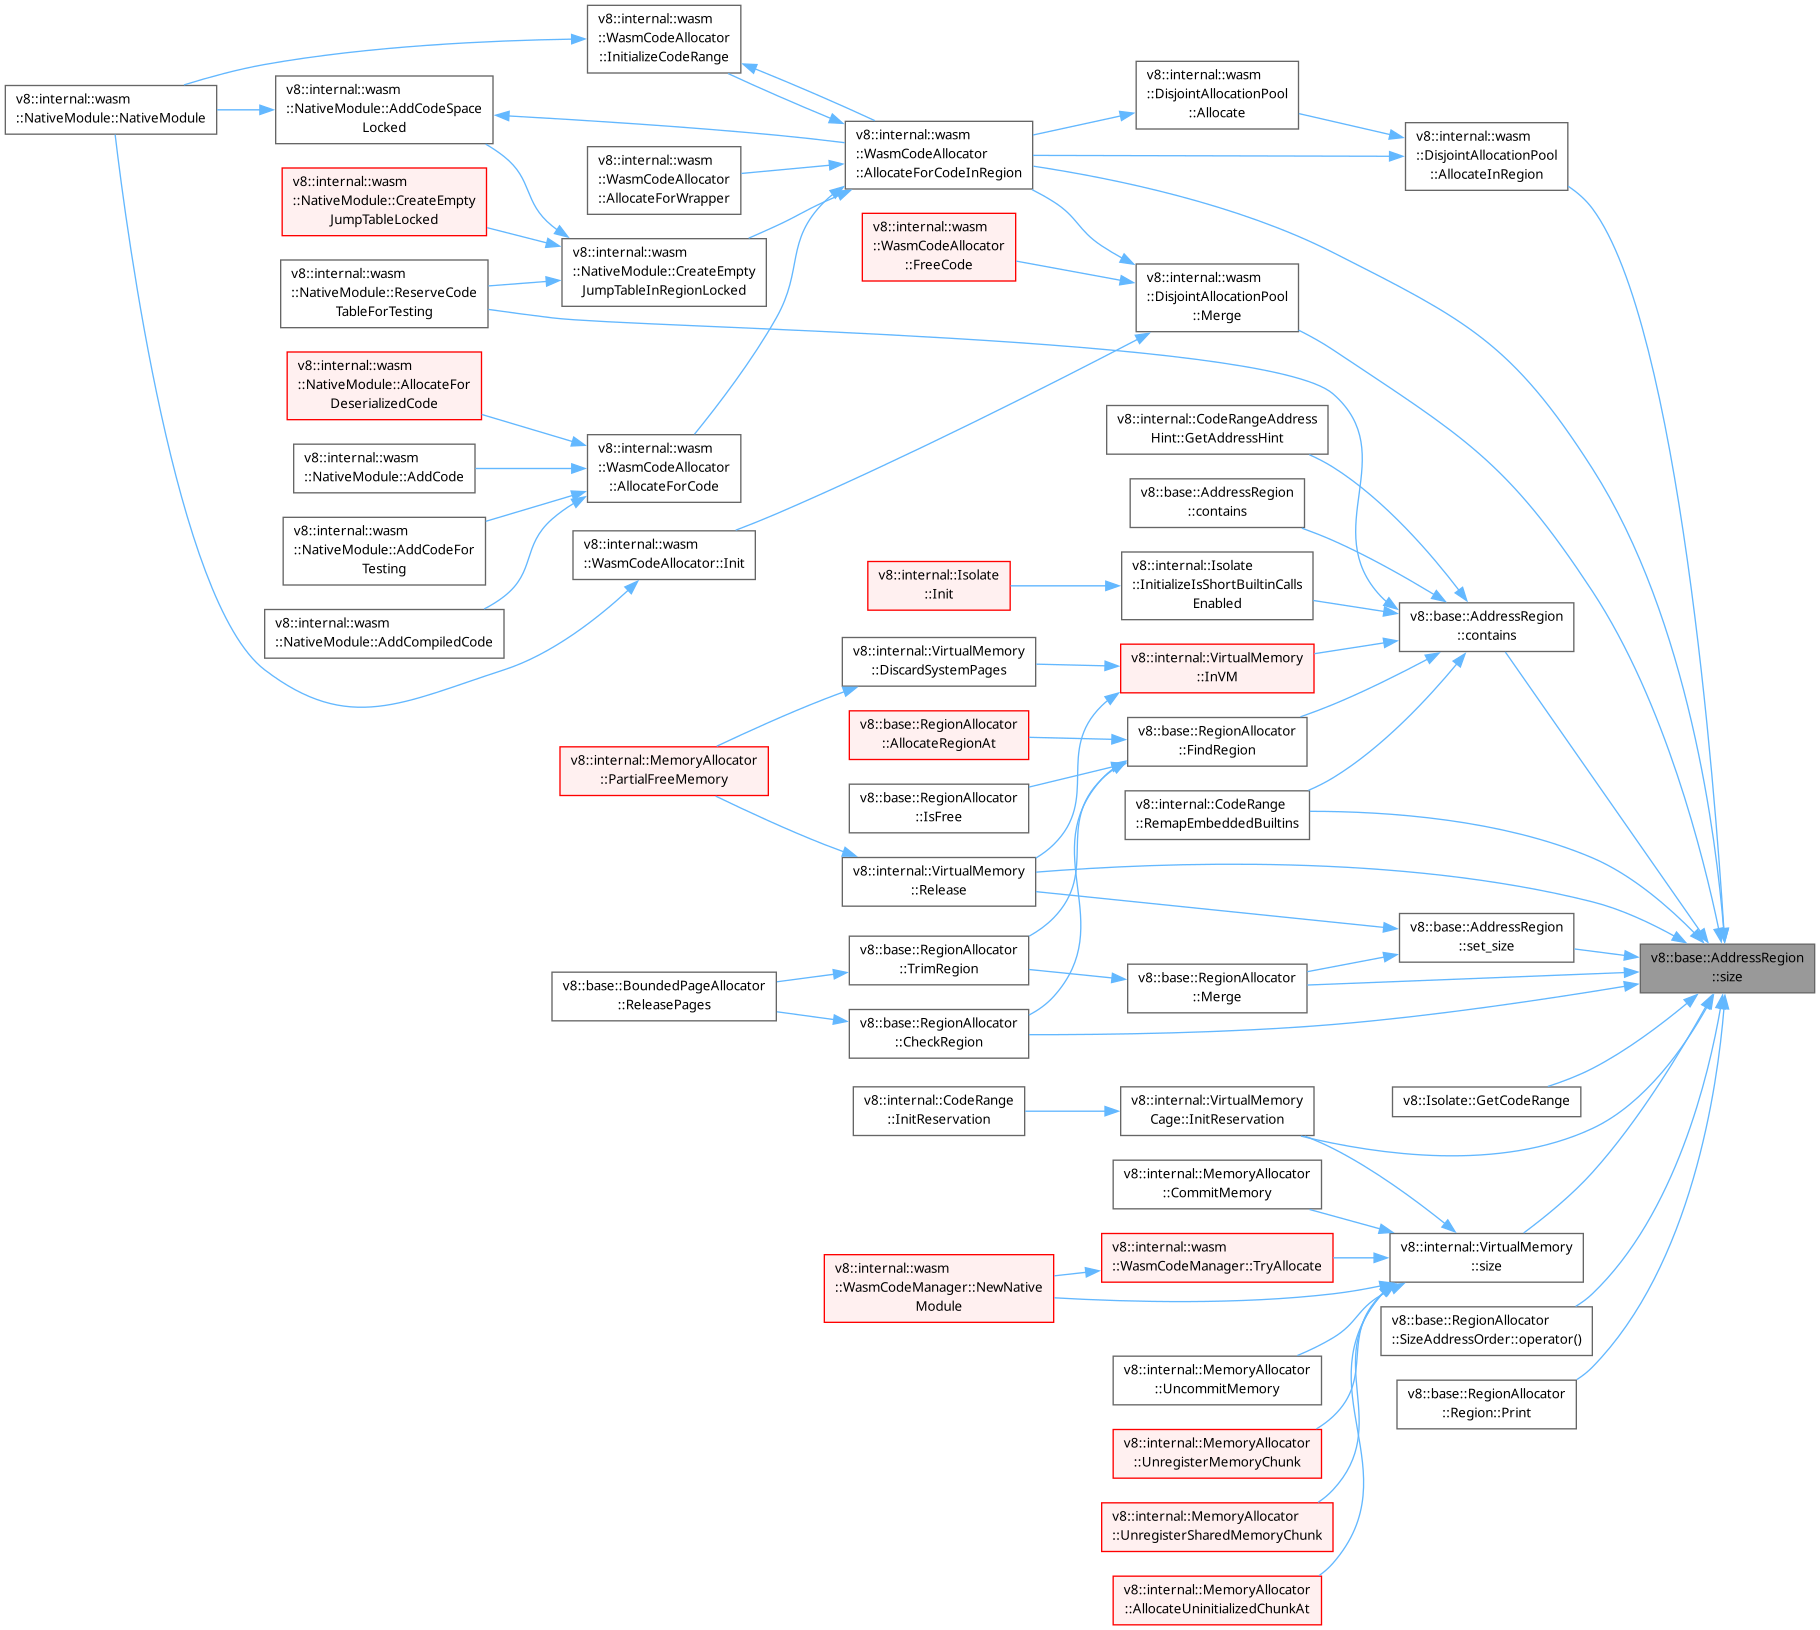 v8::internal::wasm
::WasmCodeAllocator
::InitializeCodeRange
v8::internal::wasm
::NativeModule::NativeModule
v8::internal::wasm
::NativeModule::AddCodeSpace
Locked
v8::internal::wasm
::DisjointAllocationPool
::Allocate
v8::internal::wasm
::WasmCodeAllocator
::AllocateForCodeInRegion
v8::internal::wasm
::DisjointAllocationPool
::AllocateInRegion
v8::internal::wasm
::WasmCodeAllocator
::AllocateForWrapper
v8::internal::wasm
::NativeModule::CreateEmpty
JumpTableLocked
v8::internal::wasm
::WasmCodeAllocator
::FreeCode
v8::internal::wasm
::NativeModule::CreateEmpty
JumpTableInRegionLocked
v8::internal::wasm
::NativeModule::ReserveCode
TableForTesting
v8::internal::wasm
::DisjointAllocationPool
::Merge
v8::internal::wasm
::NativeModule::AllocateFor
DeserializedCode
v8::internal::CodeRangeAddress
Hint::GetAddressHint
v8::internal::wasm
::NativeModule::AddCode
v8::internal::wasm
::WasmCodeAllocator
::AllocateForCode
v8::base::AddressRegion
::contains
v8::internal::wasm
::NativeModule::AddCodeFor
Testing
v8::internal::wasm
::WasmCodeAllocator::Init
v8::internal::Isolate
::Init
v8::internal::Isolate
::InitializeIsShortBuiltinCalls
Enabled
v8::internal::wasm
::NativeModule::AddCompiledCode
v8::base::AddressRegion
::contains
v8::internal::VirtualMemory
::DiscardSystemPages
v8::internal::VirtualMemory
::InVM
v8::base::RegionAllocator
::AllocateRegionAt
v8::base::RegionAllocator
::FindRegion
v8::internal::MemoryAllocator
::PartialFreeMemory
v8::base::RegionAllocator
::IsFree
v8::internal::CodeRange
::RemapEmbeddedBuiltins
v8::internal::VirtualMemory
::Release
v8::base::AddressRegion
::set_size
v8::base::AddressRegion
::size
v8::base::RegionAllocator
::TrimRegion
v8::base::RegionAllocator
::Merge
v8::base::BoundedPageAllocator
::ReleasePages
v8::base::RegionAllocator
::CheckRegion
v8::internal::CodeRange
::InitReservation
v8::internal::VirtualMemory
Cage::InitReservation
v8::Isolate::GetCodeRange
v8::internal::MemoryAllocator
::CommitMemory
v8::internal::wasm
::WasmCodeManager::NewNative
Module
v8::internal::wasm
::WasmCodeManager::TryAllocate
v8::internal::VirtualMemory
::size
v8::base::RegionAllocator
::SizeAddressOrder::operator()
v8::internal::MemoryAllocator
::UncommitMemory
v8::base::RegionAllocator
::Region::Print
v8::internal::MemoryAllocator
::UnregisterMemoryChunk
v8::internal::MemoryAllocator
::UnregisterSharedMemoryChunk
v8::internal::MemoryAllocator
::AllocateUninitializedChunkAt